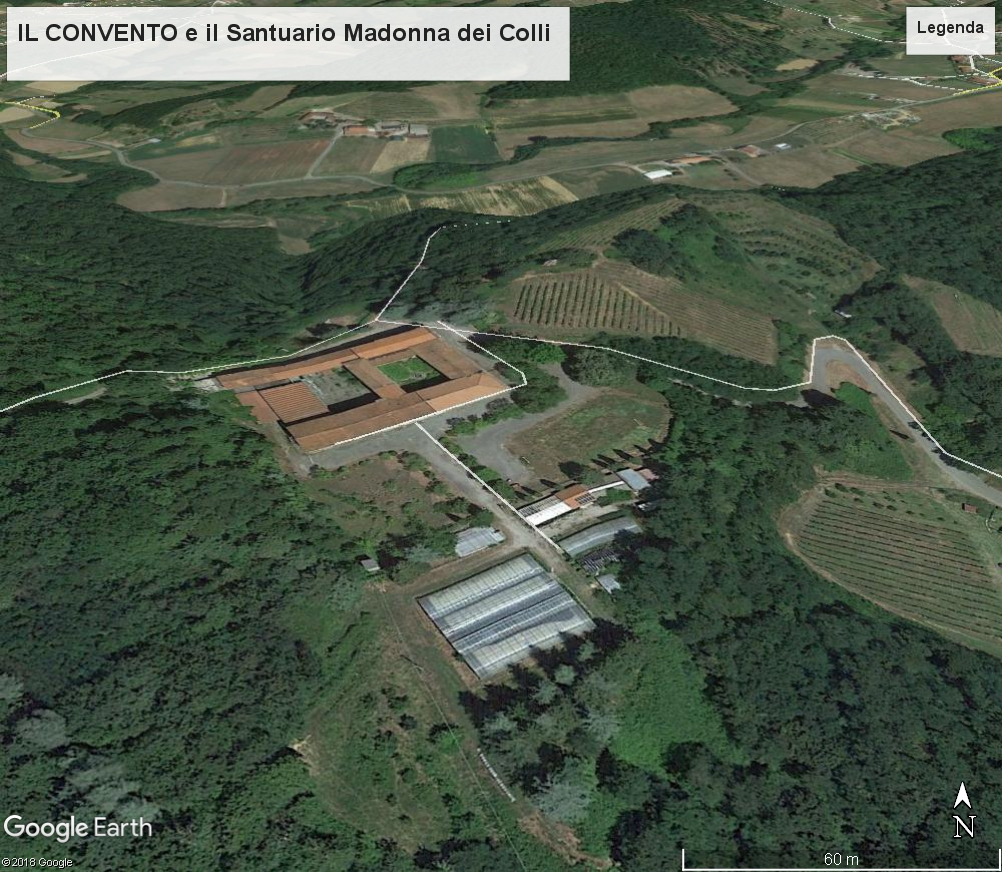 IL CONVENTO e il Santuario Madonna dei Colli
Legenda
Google Earth
©2018 Google
60 m
N